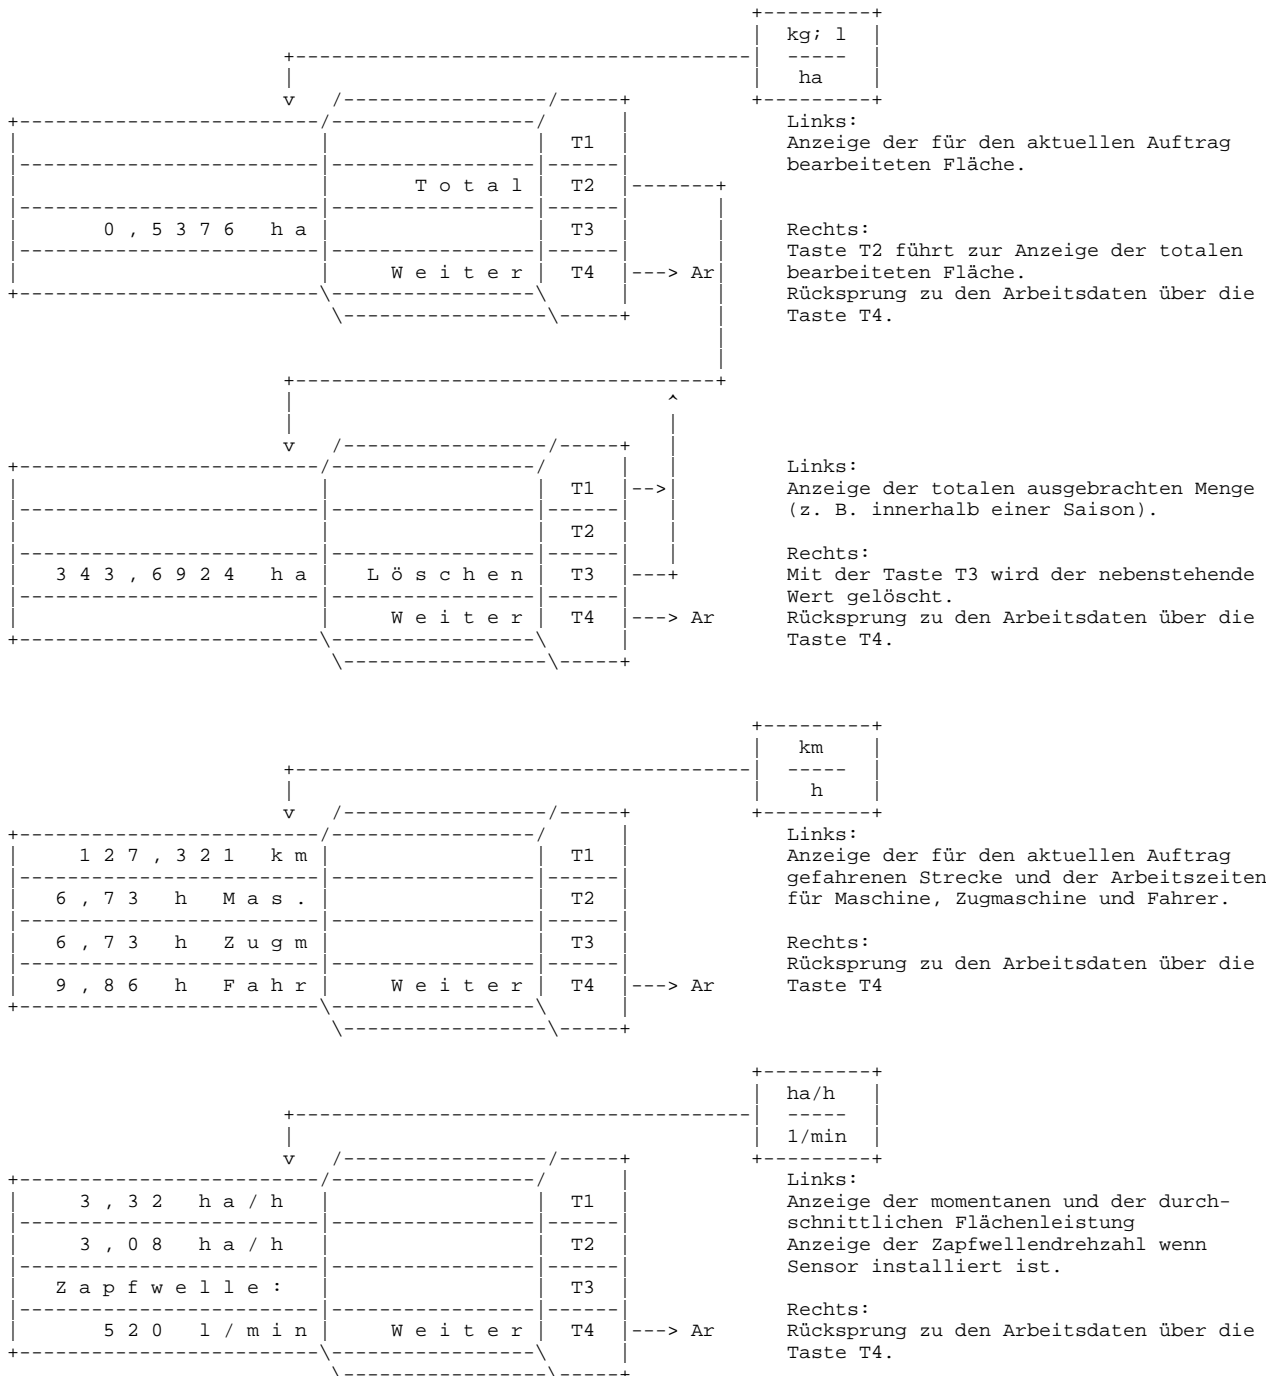 kg; l
-----
ha
Links:
T1 Anzeige der für den aktuellen Auftrag
bearbeiteten Fläche.
Total T2
0,5376 ha T3 Rechts:
Taste T2 führt zur Anzeige der totalen
Weiter T4 ---> Ar bearbeiteten Fläche.
Rücksprung zu den Arbeitsdaten über die
Taste T4.
Links:
T1 --> Anzeige der totalen ausgebrachten Menge
(z. B. innerhalb einer Saison).
T2
Rechts:
343,6924 ha Löschen T3 ---+ Mit der Taste T3 wird der nebenstehende
Wert gelöscht.
Weiter T4 ---> Ar Rücksprung zu den Arbeitsdaten über die
Taste T4.
km
-----
h
Links:
127,321 km T1 Anzeige der für den aktuellen Auftrag
gefahrenen Strecke und der Arbeitszeiten
6,73 h Mas. T2 für Maschine, Zugmaschine und Fahrer.
6,73 h Zugm T3 Rechts:
Rücksprung zu den Arbeitsdaten über die
9,86 h Fahr Weiter T4 ---> Ar Taste T4
ha/h
-----
1/min
Links:
3,32 ha/h T1 Anzeige der momentanen und der durch-
schnittlichen Flächenleistung
3,08 ha/h T2 Anzeige der Zapfwellendrehzahl wenn
Sensor installiert ist.
Zapfwelle: T3
Rechts:
520 1/min Weiter T4 ---> Ar Rücksprung zu den Arbeitsdaten über die
Taste T4.